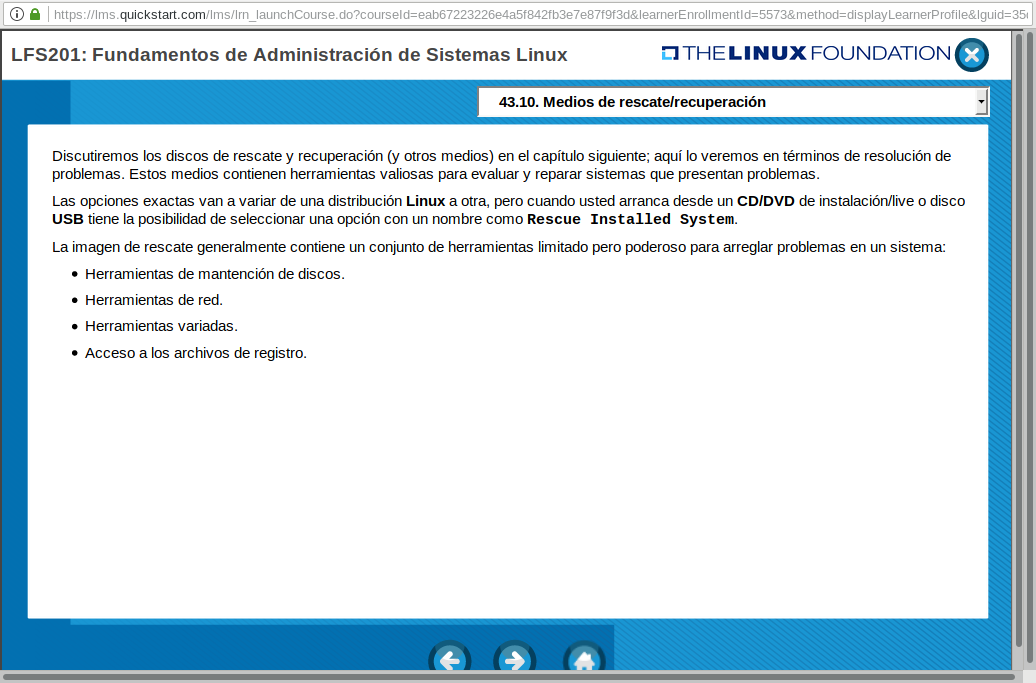 https://lms.quickstart.com/lms/lrn_launchCourse.do?courseId=eab67223226e4a5f842fb3e7e87f9f3d&learnerEnrollmentId=5573&method=displayLearnerProfile&lguid=35
LFS201: Fundamentos de Administración de Sistemas Linux
THE LINUX FOUNDATION
43.10. Medios de rescate/recuperación
Discutiremos los discos de rescate y recuperación (y otros medios) en el capítulo siguiente; aquí lo veremos en términos de resolución de
problemas. Estos medios contienen herramientas valiosas para evaluar y reparar sistemas que presentan problemas.
Las opciones exactas van a variar de una distribución Linux a otra, pero cuando usted arranca desde un CD/DVD de instalación/live o disco
USB tiene la posibilidad de seleccionar una opción con un nombre como Rescue Installed System.
La imagen de rescate generalmente contiene un conjunto de herramientas limitado pero poderoso para arreglar problemas en un sistema:
• Herramientas de mantención de discos.
• Herramientas de red.
• Herramientas variadas.
• Acceso a los archivos de registro.